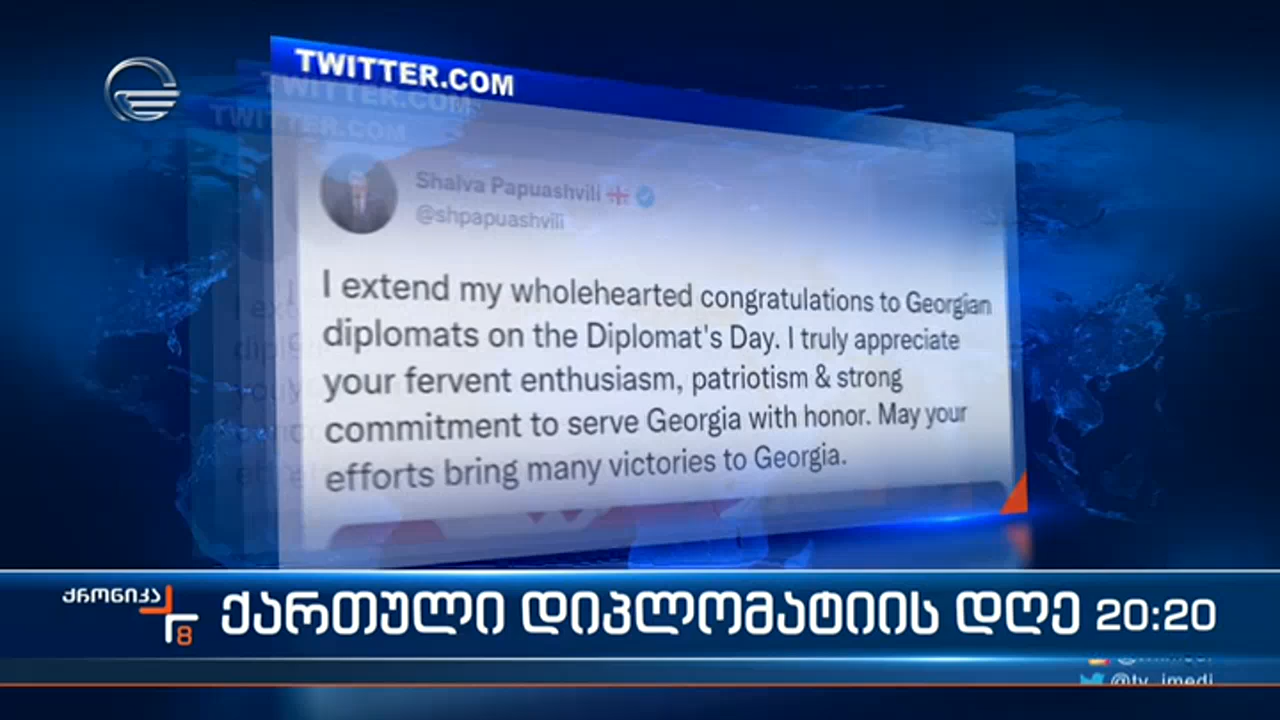 TWITTER.COM
Shalva Papuashvili
@shpapuashvili
I extend my wholehearted congratulations to Georgian
diplomats on the Diplomat's Day. I truly appreciate
your fervent enthusiasm, patriotism & strong
commitment to serve Georgia with honor. May your
efforts bring many victories to Georgia.
ქრონიკა
8
ქართული დიპლომატიის დღე 20:20
@tv_imedi